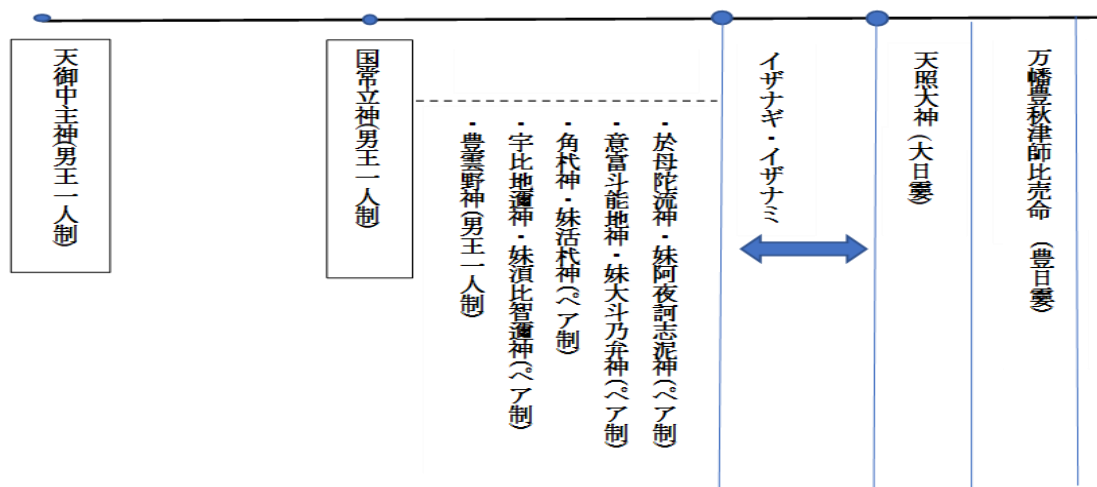 天御中主神(男王一人制)
国常立神(男王一人制)
・豊雲野神(男王一人制)
・宇比地邇神・妹湏比智邇神(ペア制)
・角杙神・妹活杙神(ペア制)
・意富斗能地神・妹大斗乃弁神(ペア制)
・於母陀流神・妹阿夜訶志泥神(ペア制)
イザナギ・イザナミ
天照大神(大日孁)
万幡豊秋津師比売命 (豊日孁)